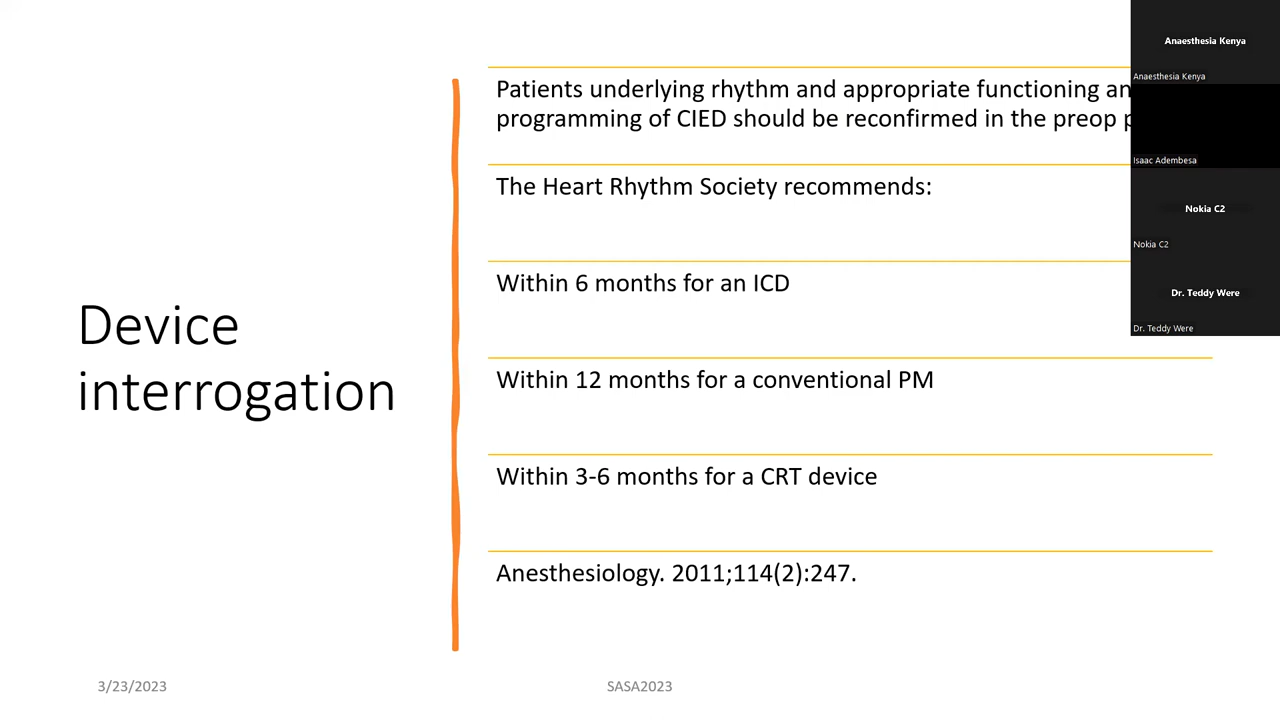 Device
interrogation
Patients underlying rhythm and appropriate functioning
programming of CIED should be reconfirmed in the preop
The Heart Rhythm Society recommends:
Within 6 months for an ICD
Within 12 months for a conventional PM
Within 3-6 months for a CRT device
Anesthesiology. 2011;114(2):247.
3/23/2023
SASA2023
Anaesthesia Kenya
Anaesthesia Kenya
Isaac Adembesa
Nokia C2
Nokia C2
Dr. Teddy Were
Dr. Teddy Were